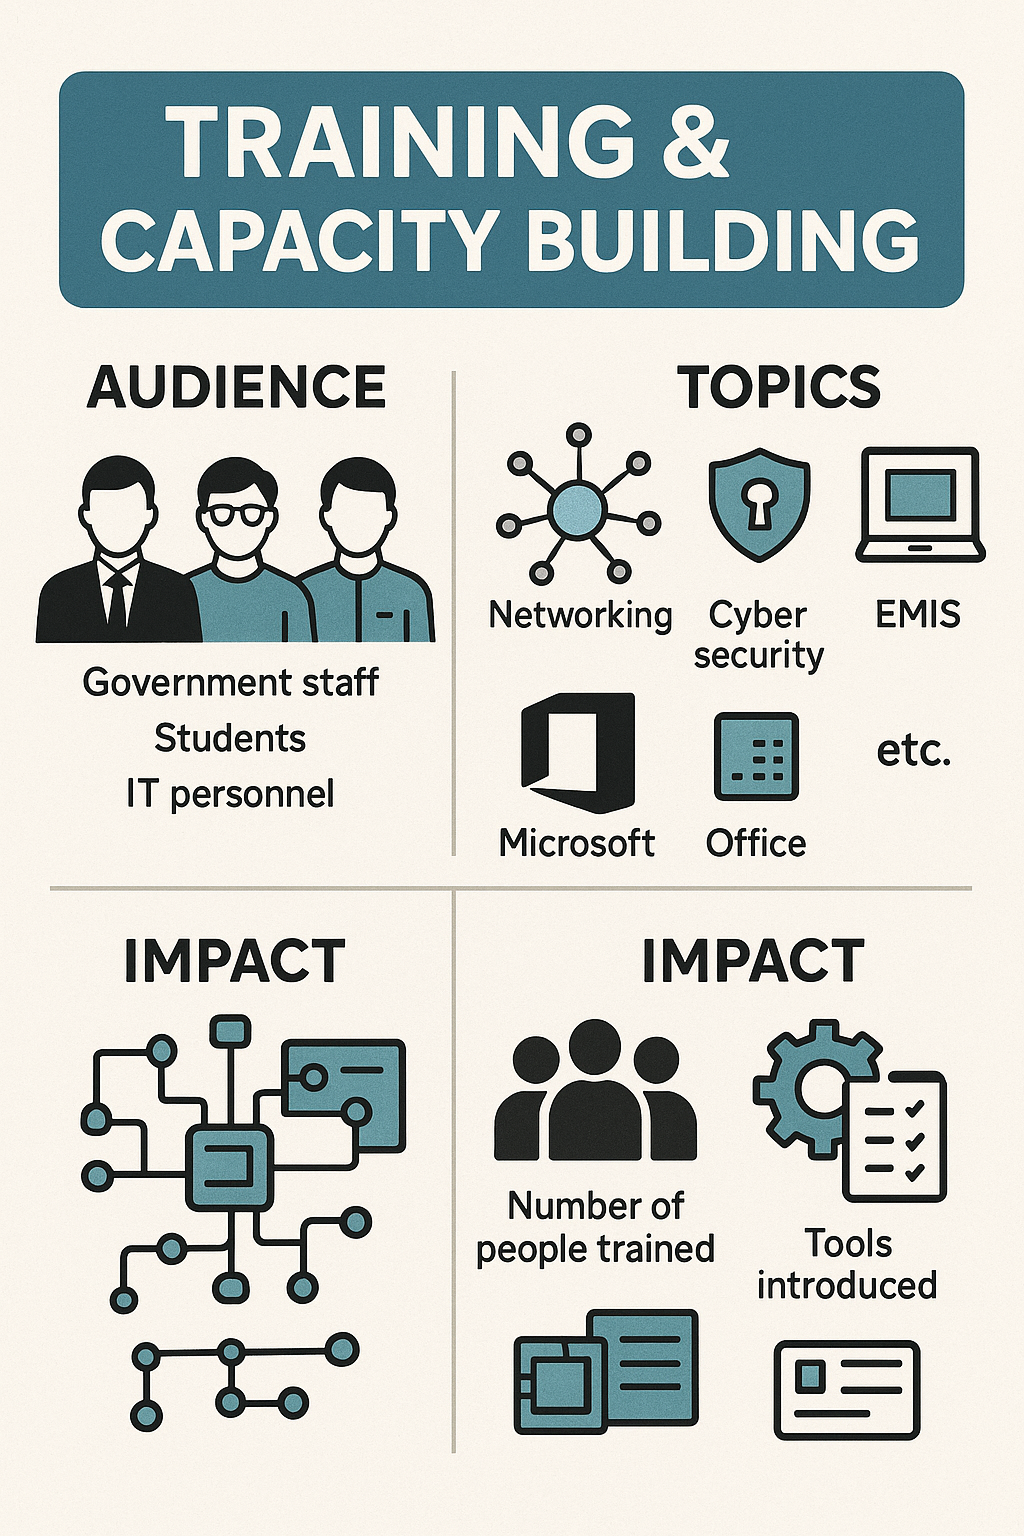 TRAINING &
CAPACITY BUILDING
AUDIENCE
Government staff
Students
IT personnel
TOPICS
Networking
Cyber
security
EMIS
Microsoft
Office
etc.
IMPACT
IMPACT
Number of
people trained
Tools
introduced